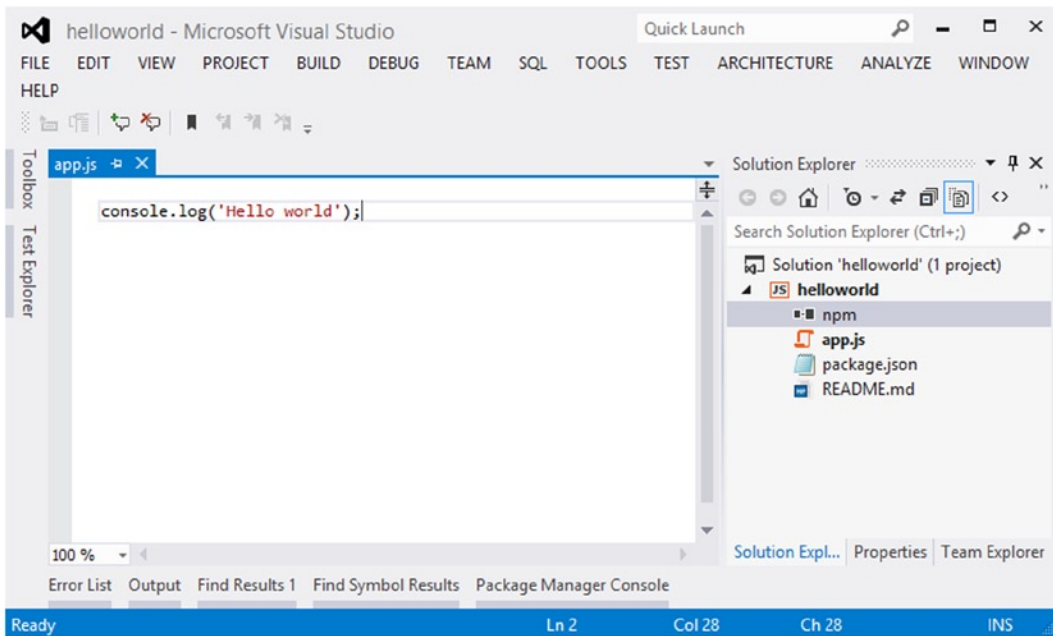 helloworld - Microsoft Visual Studio
Quick Launch
FILE EDIT VIEW PROJECT BUILD DEBUG TEAM SQL TOOLS TEST ARCHITECTURE ANALYZE WINDOW
HELP
Toolbox
Test Explorer
app.js
console.log('Hello world');
100 %
Solution Explorer
Search Solution Explorer (Ctrl+;)
Solution 'helloworld' (1 project)
JS helloworld
npm
app.js
package.json
README.md
Solution Expl... Properties Team Explorer
Error List Output Find Results 1 Find Symbol Results Package Manager Console
Ready Ln 2 Col 28 Ch 28 INS